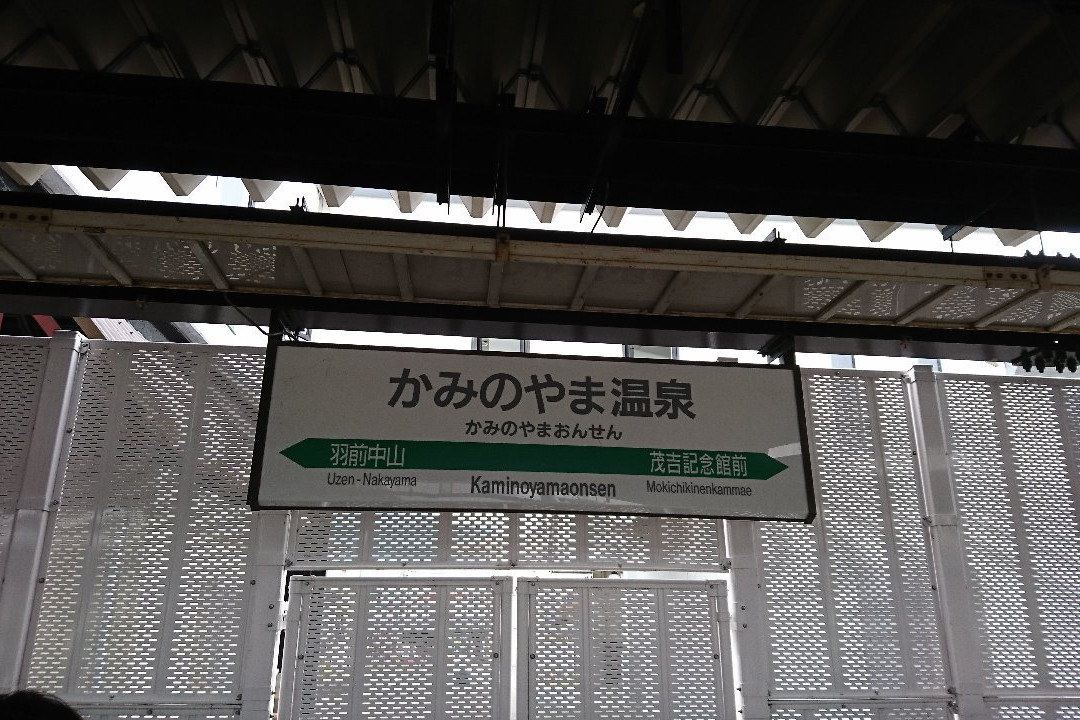 かみのやま温泉
かみのやまおんせん
羽前中山 茂吉記念館前
Uzen-Nakayama Kaminoyamaonsen Mokichikinenkammae